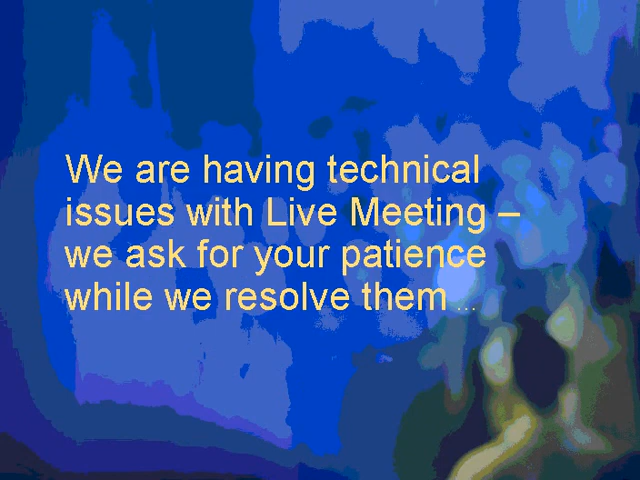 We are having technical
issues with Live Meeting –
we ask for your patience
while we resolve them ...